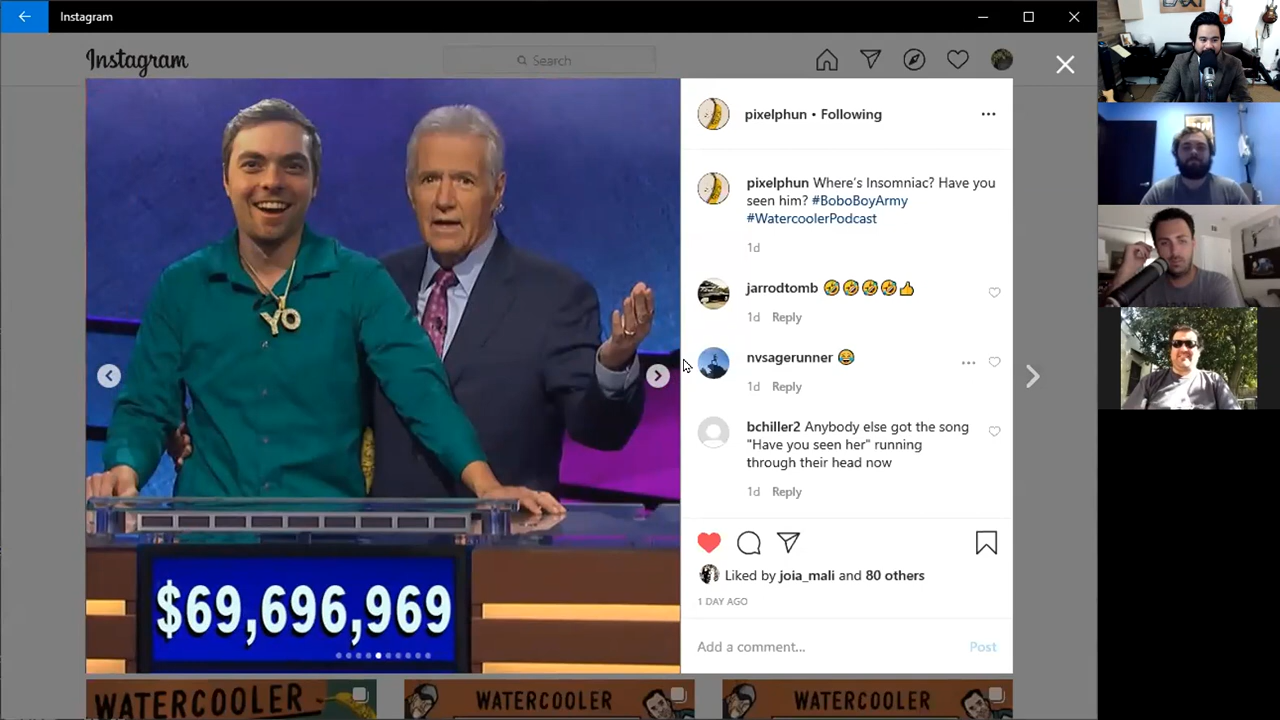 Instagram
Instagram
Search
pixelphun • Following
pixelphun Where's Insomniac? Have you
seen him? #BoboBoyArmy
#WatercoolerPodcast
1d
jarrodtomb 🤣🤣🤣🤣👍
1d Reply
nvsagerunner 😂
1d Reply
bchiller2 Anybody else got the song
"Have you seen her" running
through their head now
1d Reply
Liked by joia_mali and 80 others
1 DAY AGO
Add a comment...
Post
YO
$69,696,969
WATERCOOLER
WATERCOOLER
WATERCOOLER